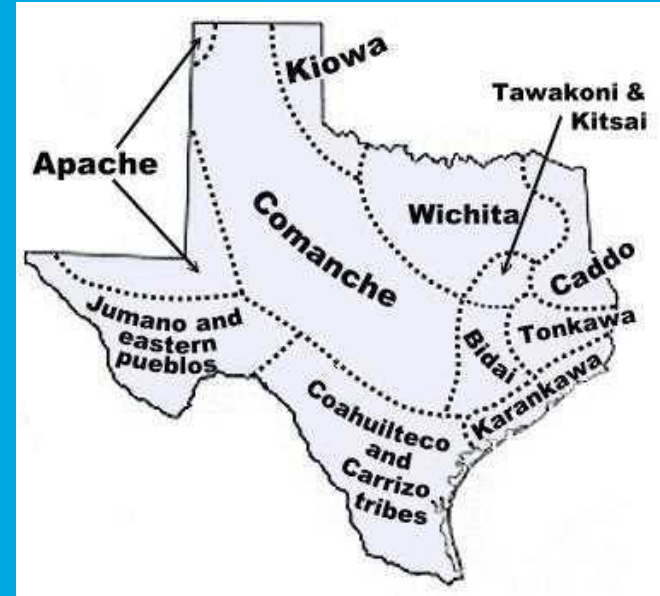 Kiowa
Tawakoni &
Kitsai
Apache
Wichita
Comanche
Caddo
Jumano and
eastern
pueblos
Tonkawa
Bidai
Karankawa
Coahuilteco
and
Carrizo
tribes